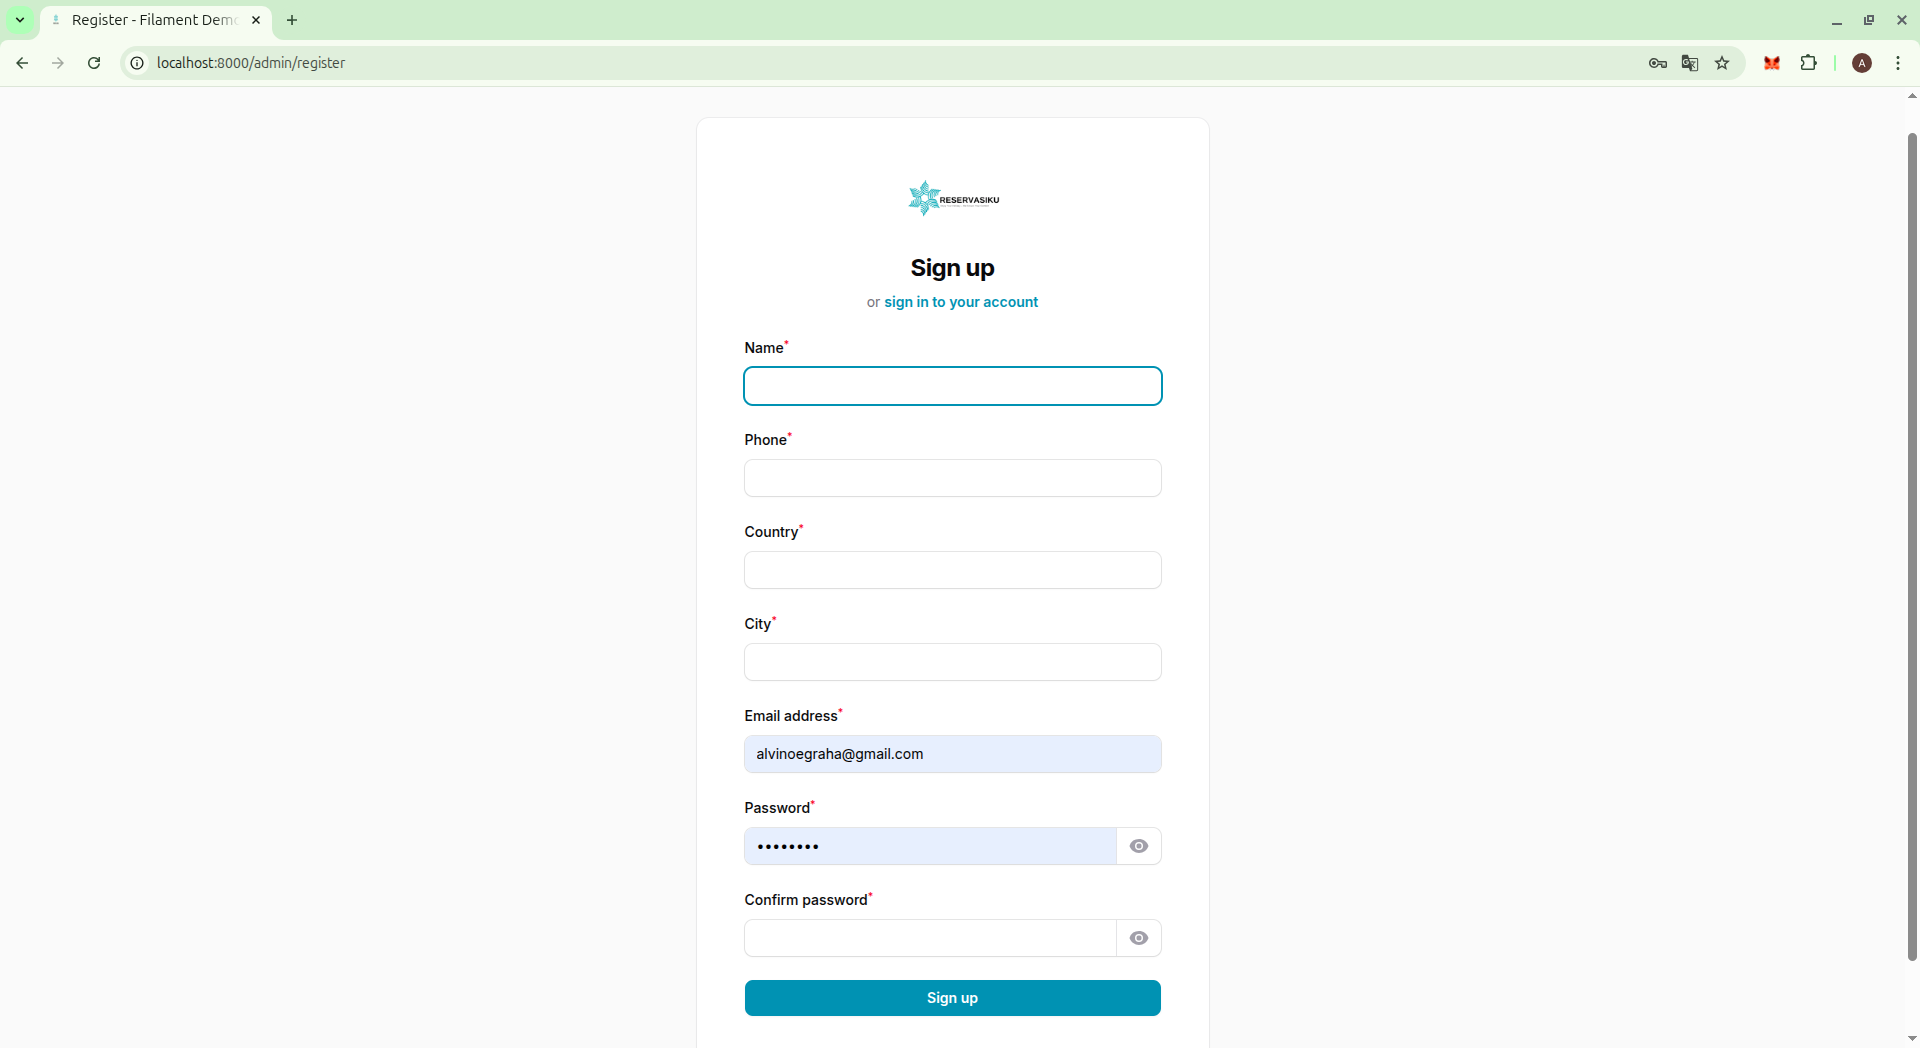 Register - Filament Demo
localhost:8000/admin/register
A
RESERVASIKU
Sign up
or sign in to your account
Name*
Phone*
Country*
City*
Email address*
alvinoegraha@gmail.com
Password*
••••••••
Confirm password*
Sign up